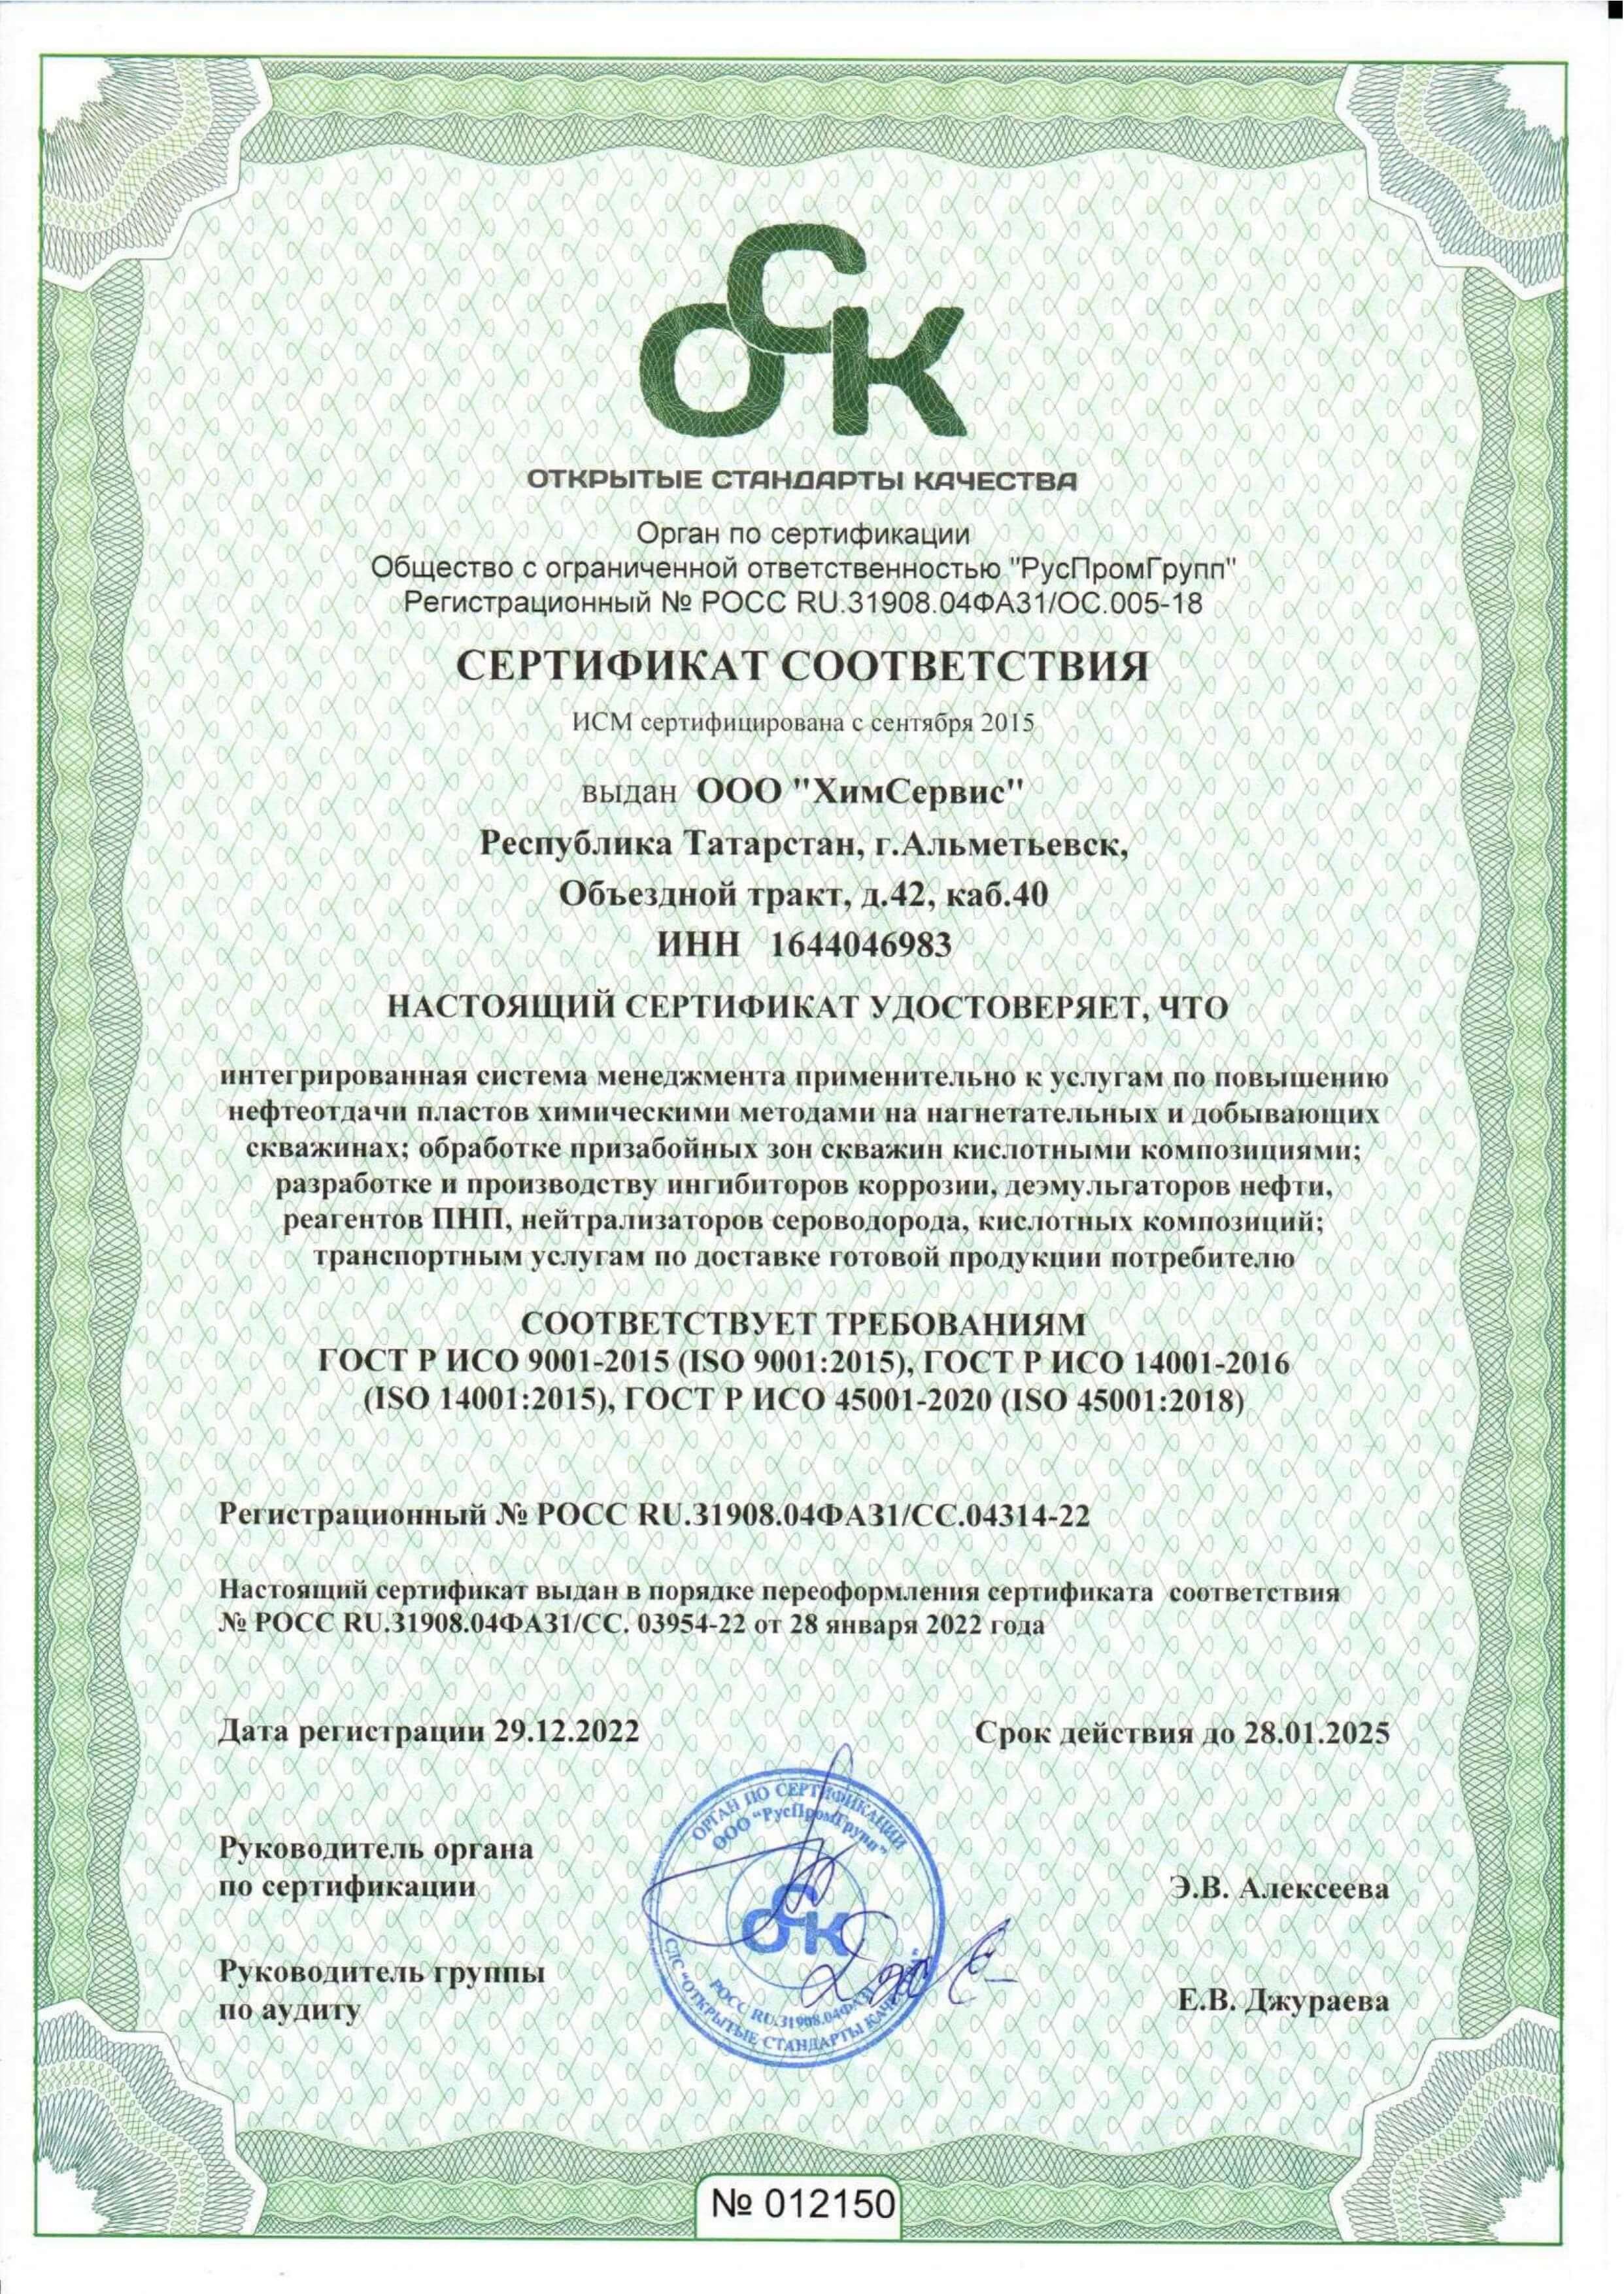 ОСК
ОТКРЫТЫЕ СТАНДАРТЫ КАЧЕСТВА
Орган по сертификации
Общество с ограниченной ответственностью "РусПромГрупп"
Регистрационный № РОСС RU.31908.04ФАЗ1/ОС.005-18
СЕРТИФИКАТ СООТВЕТСТВИЯ
ИСМ сертифицирована с сентября 2015
выдан ООО "ХимСервис"
Республика Татарстан, г.Альметьевск,
Объездной тракт, д.42, каб.40
ИНН 1644046983
НАСТОЯЩИЙ СЕРТИФИКАТ УДОСТОВЕРЯЕТ, ЧТО
интегрированная система менеджмента применительно к услугам по повышению
нефтеотдачи пластов химическими методами на нагнетательных и добывающих
скважинах; обработке призабойных зон скважин кислотными композициями;
разработке и производству ингибиторов коррозии, деэмульгаторов нефти,
реагентов ПНП, нейтрализаторов сероводорода, кислотных композиций;
транспортным услугам по доставке готовой продукции потребителю
СООТВЕТСТВУЕТ ТРЕБОВАНИЯМ
ГОСТ Р ИСО 9001-2015 (ISO 9001:2015), ГОСТ Р ИСО 14001-2016
(ISO 14001:2015), ГОСТ Р ИСО 45001-2020 (ISO 45001:2018)
Регистрационный № РОСС RU.31908.04ФАЗ1/СС.04314-22
Настоящий сертификат выдан в порядке переоформления сертификата соответствия
№ РОСС RU.31908.04ФАЗ1/СС. 03954-22 от 28 января 2022 года
Дата регистрации 29.12.2022
Срок действия до 28.01.2025
ОРГАН ПО СЕРТИФИКАЦИИ
ООО "РусПромГрупп"
ОСК
РОСС RU.31908.04ФАЗ1
СДС "ОТКРЫТЫЕ СТАНДАРТЫ КАЧЕСТВА"
Руководитель органа
по сертификации
Э.В. Алексеева
Руководитель группы
по аудиту
Е.В. Джураева
№ 012150